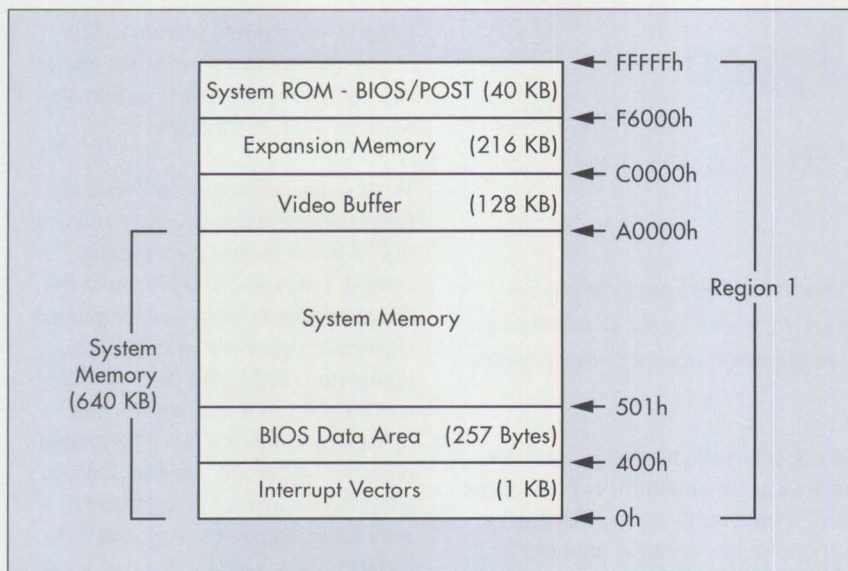 FFFFFh
System ROM - BIOS/POST (40 KB)
F6000h
Expansion Memory (216 KB)
C0000h
Video Buffer (128 KB)
A0000h
Region 1
System Memory
System
Memory
(640 KB)
501h
BIOS Data Area (257 Bytes)
400h
Interrupt Vectors (1 KB)
0h